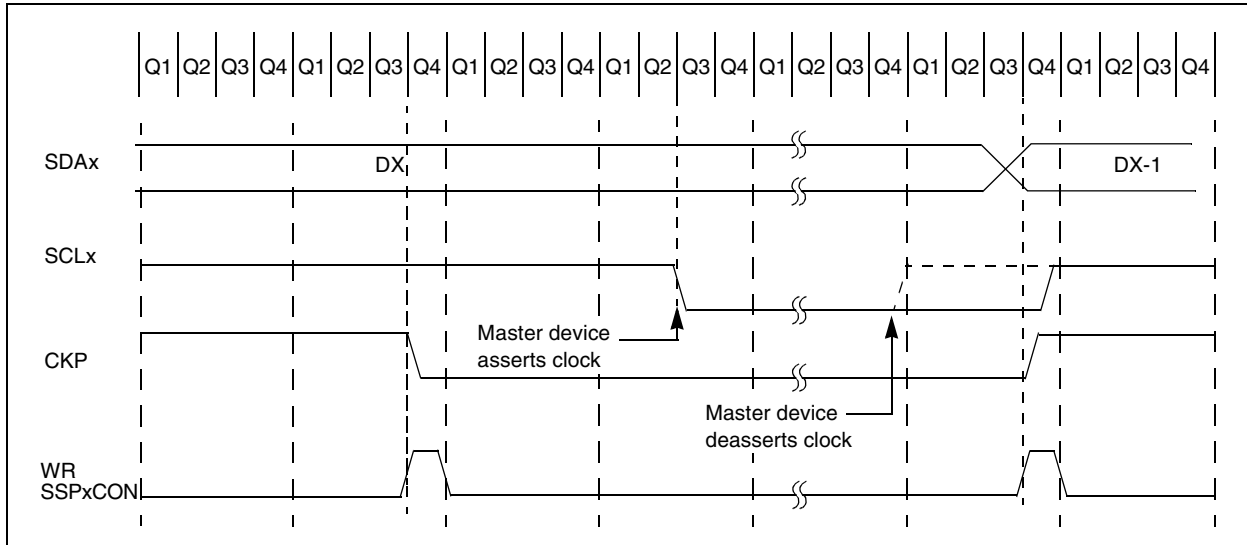 Q1 Q2 Q3 Q4 Q1 Q2 Q3 Q4 Q1 Q2 Q3 Q4 Q1 Q2 Q3 Q4 Q1 Q2 Q3 Q4 Q1 Q2 Q3 Q4 Q1 Q2 Q3 Q4
SDAx
DX
DX-1
SCLx
Master device
asserts clock
CKP
Master device
deasserts clock
WR
SSPxCON